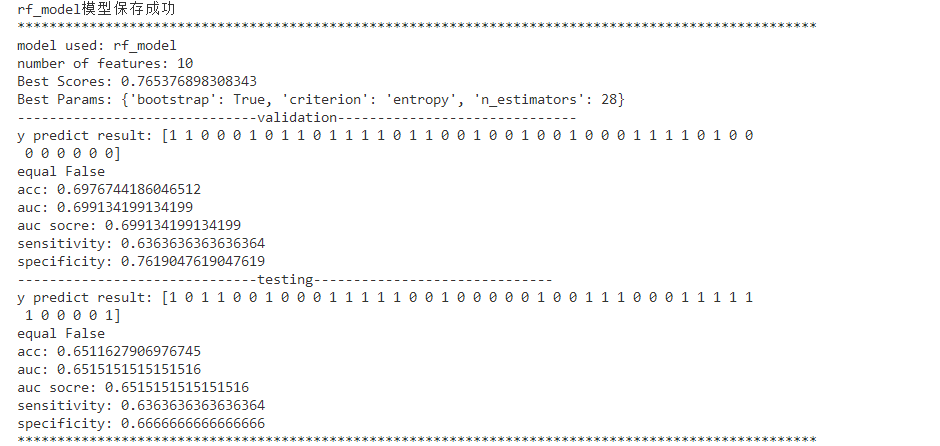 rf_model模型保存成功
****************************************************************************************************
model used: rf_model
number of features: 10
Best Scores: 0.765376898308343
Best Params: {'bootstrap': True, 'criterion': 'entropy', 'n_estimators': 28}
------------------------------validation------------------------------
y predict result: [1 1 0 0 0 1 0 1 1 0 1 1 1 1 0 1 1 0 0 1 0 0 1 0 0 1 0 0 0 1 1 1 1 0 1 0 0
 0 0 0 0 0 0]
equal False
acc: 0.6976744186046512
auc: 0.699134199134199
auc socre: 0.699134199134199
sensitivity: 0.6363636363636364
specificity: 0.7619047619047619
------------------------------testing------------------------------
y predict result: [1 0 1 1 0 0 1 0 0 0 1 1 1 1 1 0 0 1 0 0 0 0 0 1 0 0 1 1 1 0 0 0 1 1 1 1 1
 1 0 0 0 0 1]
equal False
acc: 0.6511627906976745
auc: 0.6515151515151516
auc socre: 0.6515151515151516
sensitivity: 0.6363636363636364
specificity: 0.6666666666666666
****************************************************************************************************